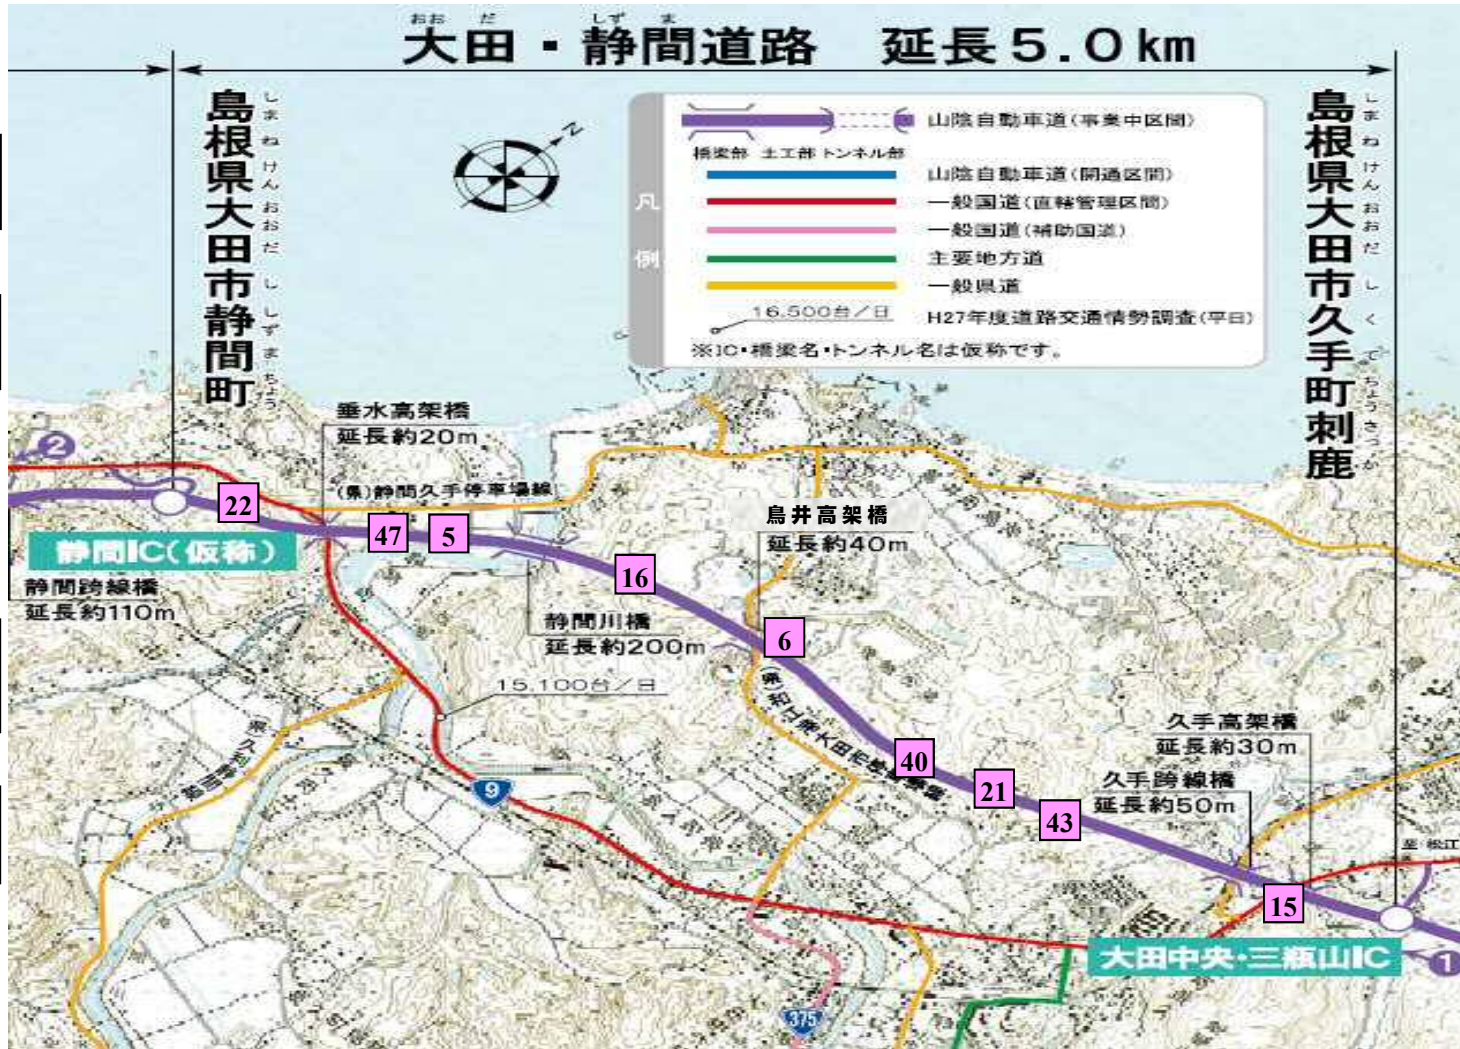 おお だ しず ま
大田・静間道路 延長5.0km
島根県大田市静間町
しまねけんおおだ し しずまちょう
島根県大田市久手町刺鹿
しまねけんおおだ し く てちょうさつか
凡例
山陰自動車道(事業中区間)
橋梁部 土工部 トンネル部
山陰自動車道(開通区間)
一般国道(直轄管理区間)
一般国道(補助国道)
主要地方道
一般県道
16,500台/日
H27年度道路交通情勢調査(平日)
※IC・橋梁名・トンネル名は仮称です。
N
垂水高架橋
延長約20m
2
(県)静間久手停車場線
22
47
5
鳥井高架橋
延長約40m
静間IC(仮称)
静間跨線橋
延長約110m
16
静間川橋
延長約200m
6
15,100台/日
久手高架橋
延長約30m
40
21
43
久手跨線橋
延長約50m
9
至 松江
15
大田中央・三瓶山IC
1
375